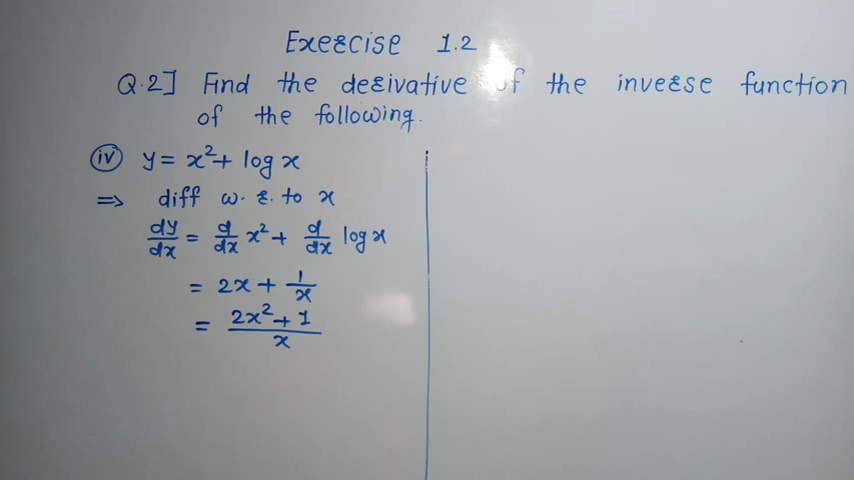 Exercise 1.2
Q.2] Find the derivative of the inverse function
of the following.
(iv) y = x² + log x
⇒ diff w. r. to x
dy/dx = d/dx x² + d/dx log x
= 2x + 1/x
= (2x² + 1)/x